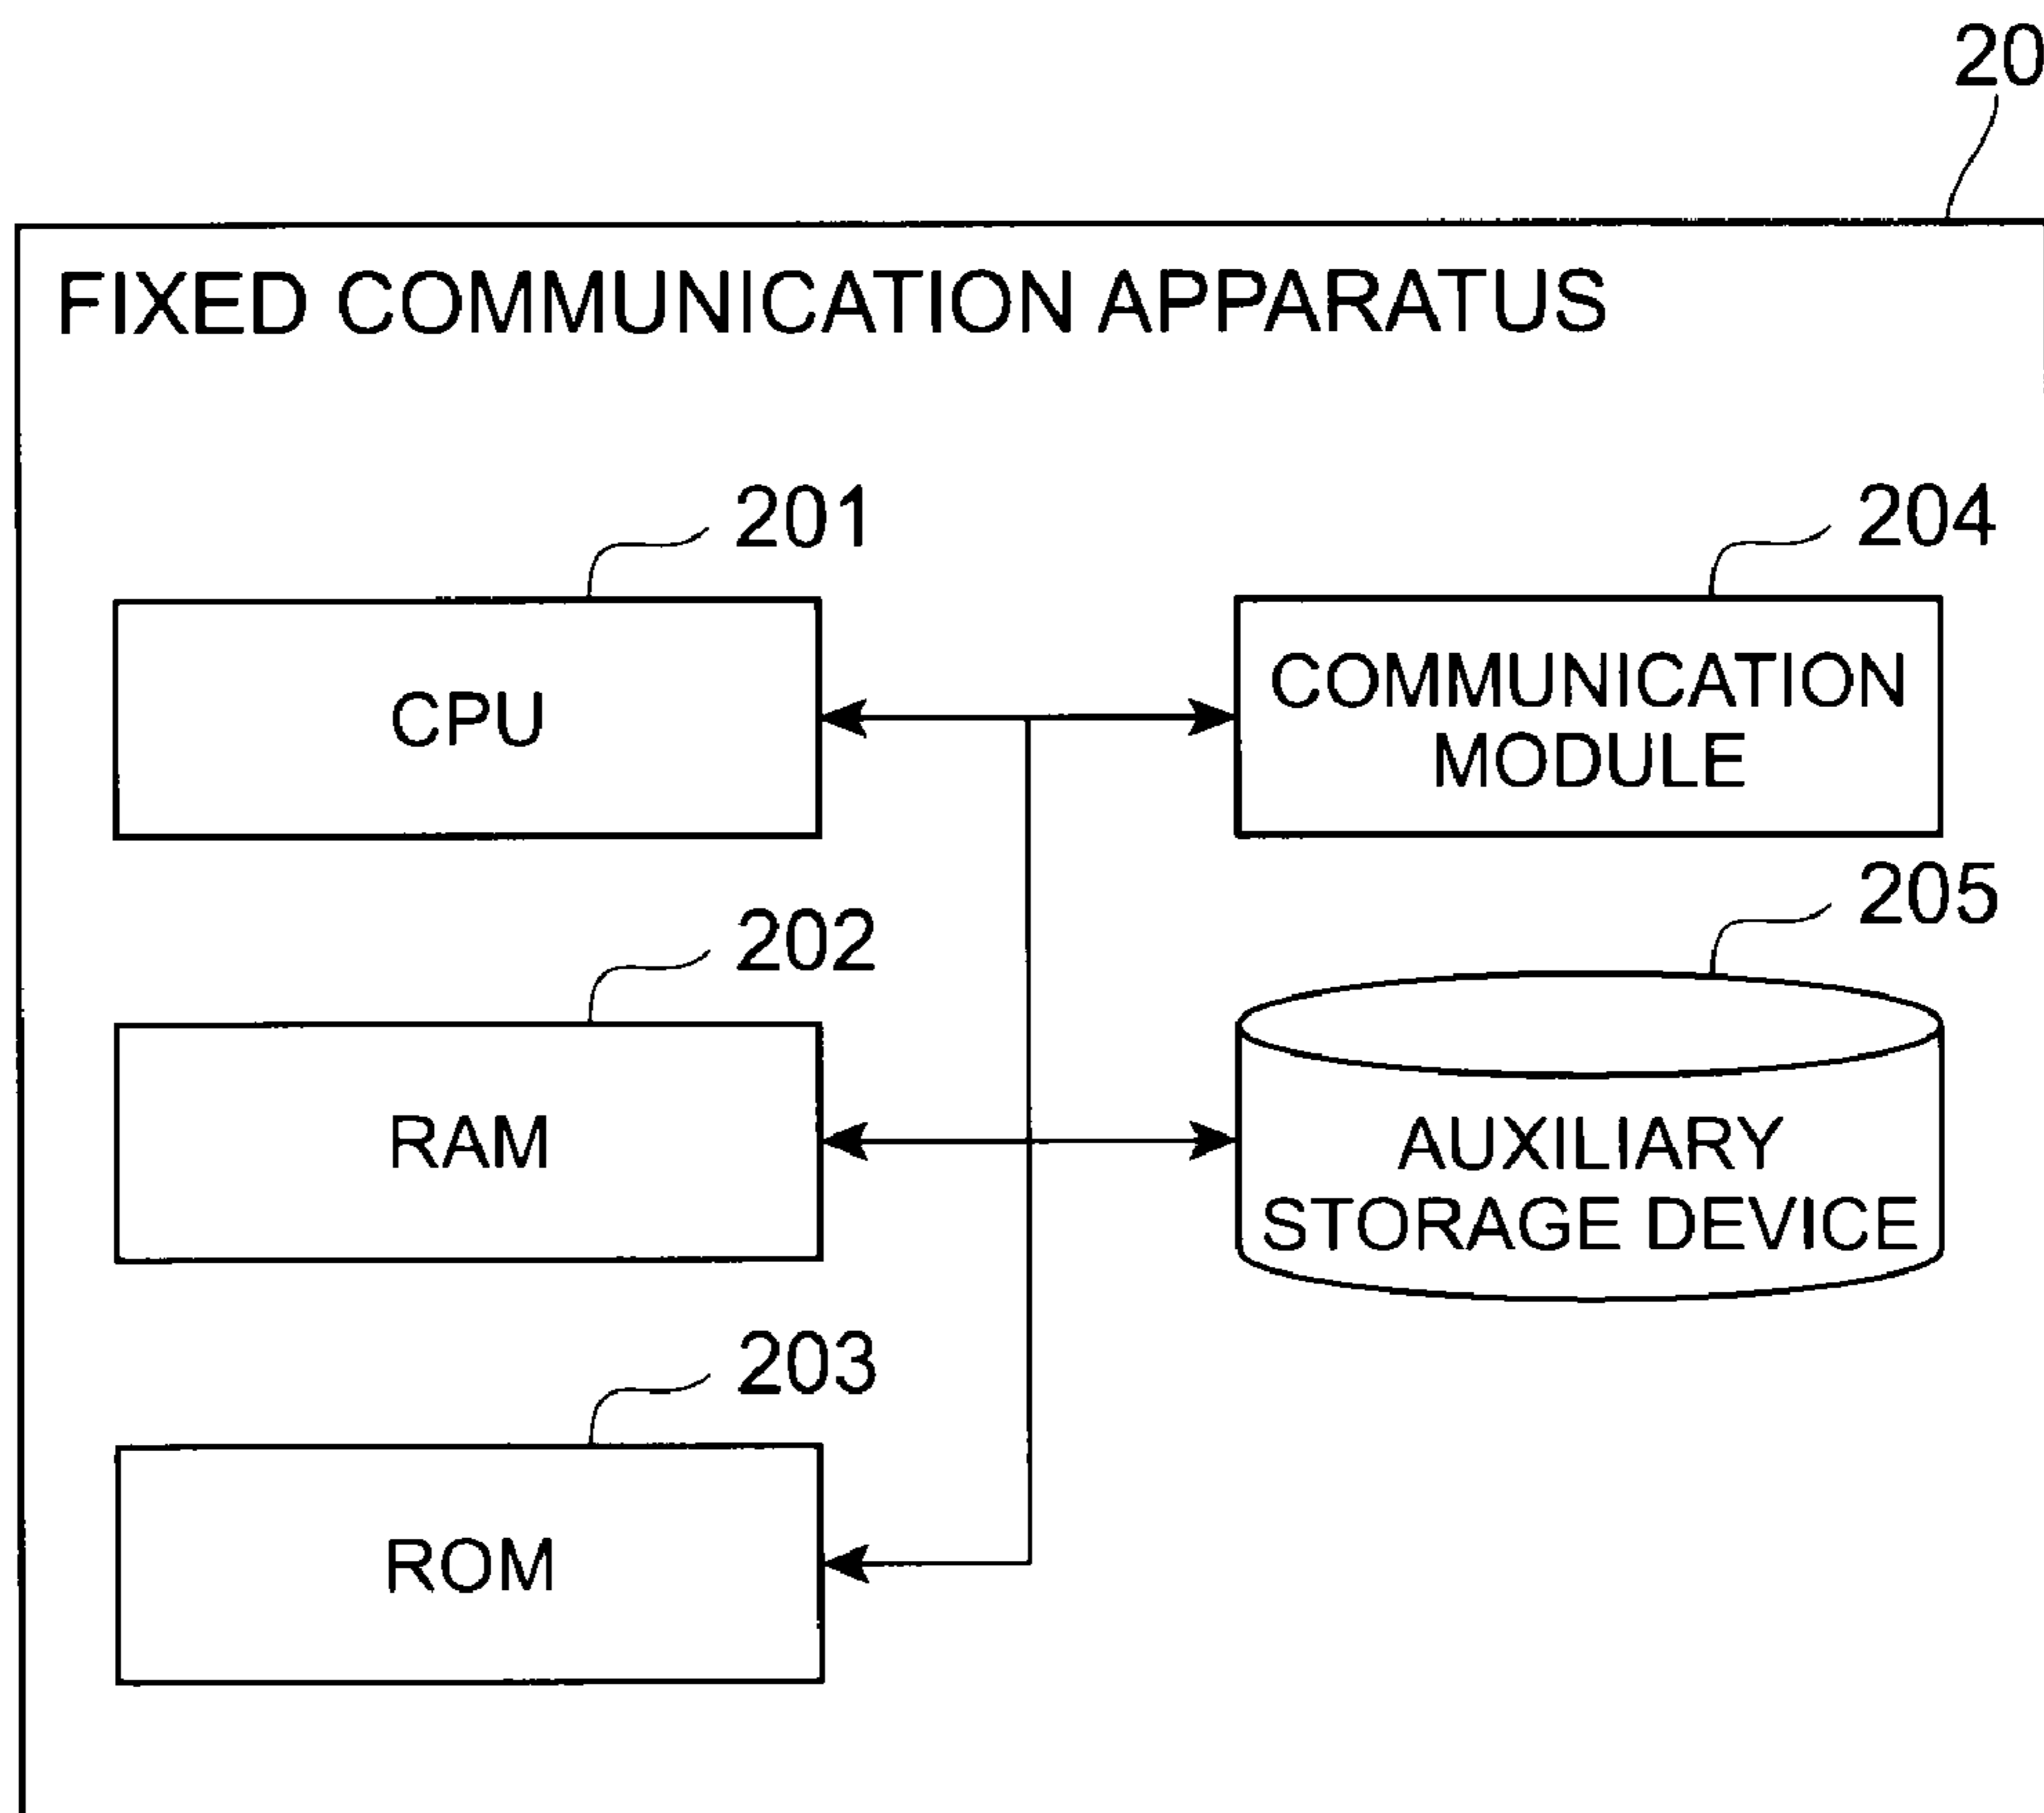 20
FIXED COMMUNICATION APPARATUS
201
CPU
204
COMMUNICATION
MODULE
202
RAM
205
AUXILIARY
STORAGE DEVICE
203
ROM